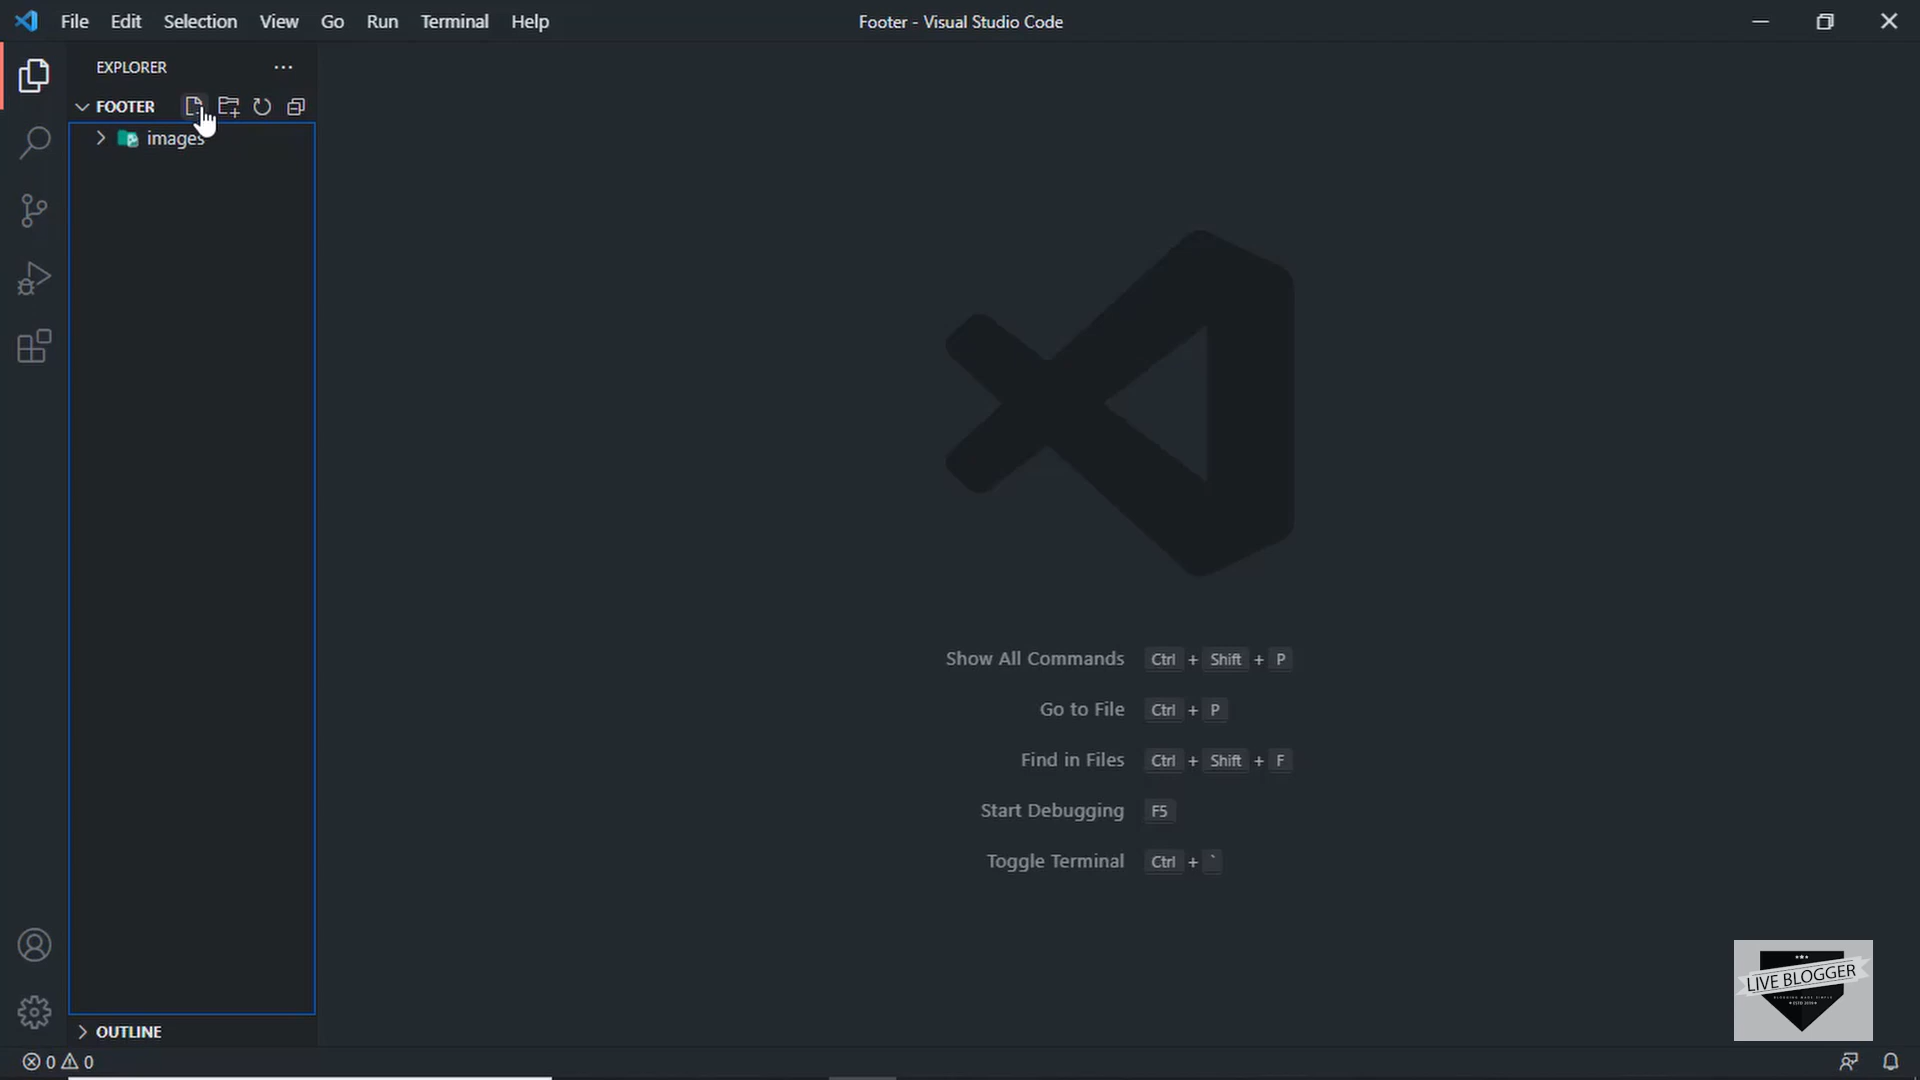 File Edit Selection View Go Run Terminal Help
Footer - Visual Studio Code
EXPLORER
FOOTER
images
Show All Commands Ctrl + Shift + P
Go to File Ctrl + P
Find in Files Ctrl + Shift + F
Start Debugging F5
Toggle Terminal Ctrl + `
LIVE BLOGGER
OUTLINE
0 0